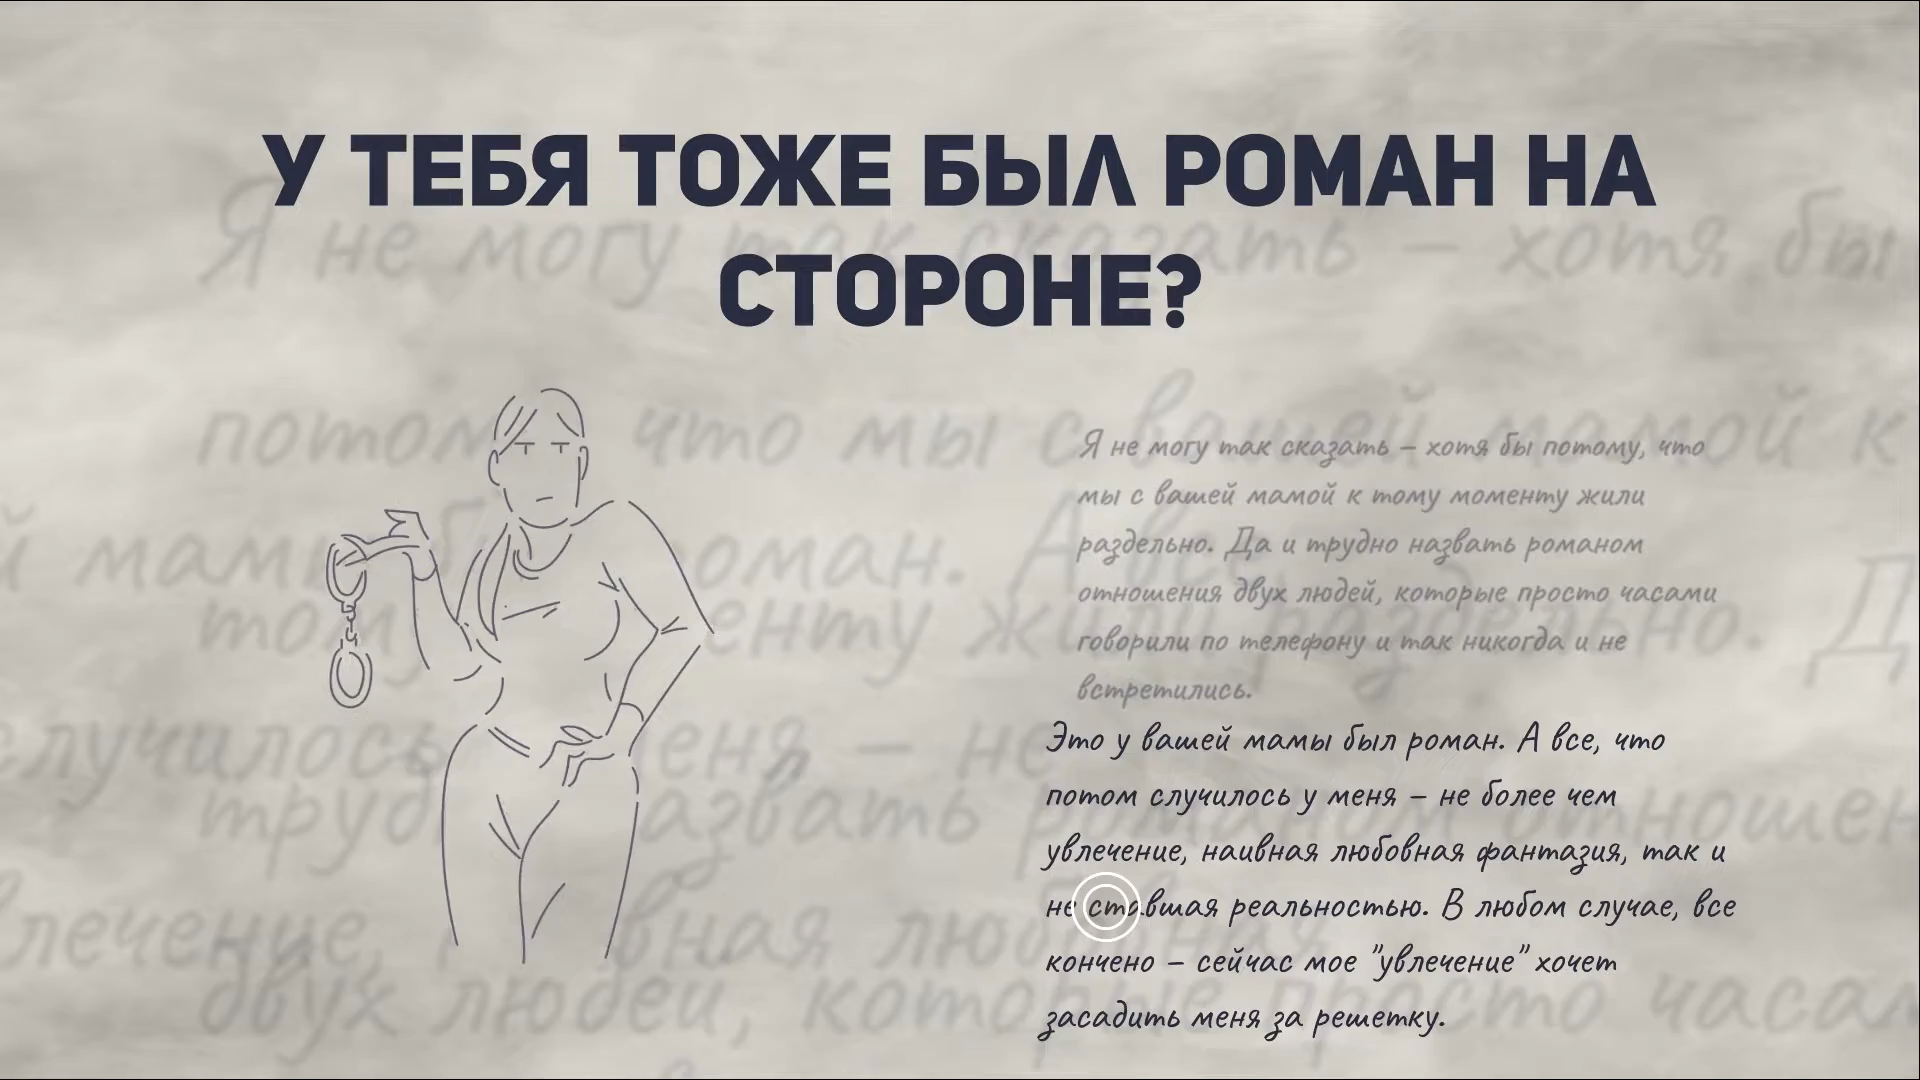 У ТЕБЯ ТОЖЕ БЫЛ РОМАН НА
СТОРОНЕ?
Я не могу так сказать – хотя бы потому, что
мы с вашей мамой к тому моменту жили
раздельно. Да и трудно назвать романом
отношения двух людей, которые просто часами
говорили по телефону и так никогда и не
встретились.
Это у вашей мамы был роман. А все, что
потом случилось у меня – не более чем
увлечение, наивная любовная фантазия, так и
не ставшая реальностью. В любом случае, все
кончено – сейчас мое "увлечение" хочет
засадить меня за решетку.